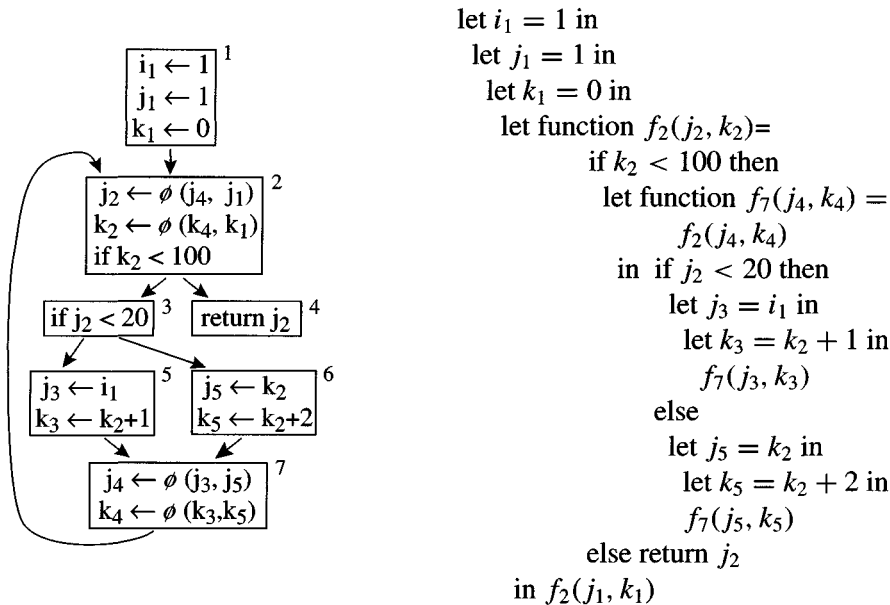 i₁ ← 1
j₁ ← 1
k₁ ← 0
1
j₂ ← ϕ (j₄, j₁)
k₂ ← ϕ (k₄, k₁)
if k₂ < 100
2
if j₂ < 20
3
return j₂
4
j₃ ← i₁
k₃ ← k₂+1
5
j₅ ← k₂
k₅ ← k₂+2
6
j₄ ← ϕ (j₃, j₅)
k₄ ← ϕ (k₃,k₅)
7
let i₁ = 1 in
let j₁ = 1 in
let k₁ = 0 in
let function f₂(j₂, k₂)=
if k₂ < 100 then
let function f₇(j₄, k₄) =
f₂(j₄, k₄)
in if j₂ < 20 then
let j₃ = i₁ in
let k₃ = k₂ + 1 in
f₇(j₃, k₃)
else
let j₅ = k₂ in
let k₅ = k₂ + 2 in
f₇(j₅, k₅)
else return j₂
in f₂(j₁, k₁)